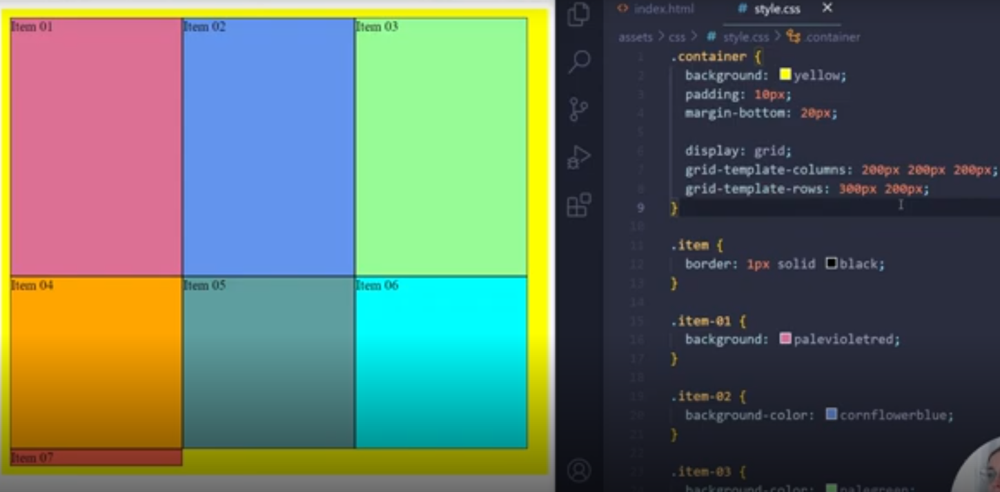 Item 01
Item 02
Item 03
Item 04
Item 05
Item 06
Item 07
index.html
# style.css
assets > css > # style.css > .container
1 .container {
2 background: yellow;
3 padding: 10px;
4 margin-bottom: 20px;
5
6 display: grid;
7 grid-template-columns: 200px 200px 200px;
8 grid-template-rows: 300px 200px;
9 }
10
11 .item {
12 border: 1px solid black;
13 }
14
15 .item-01 {
16 background: palevioletred;
17 }
18
19 .item-02 {
20 background-color: cornflowerblue;
21 }
22
23 .item-03 {
background-color: palegreen;